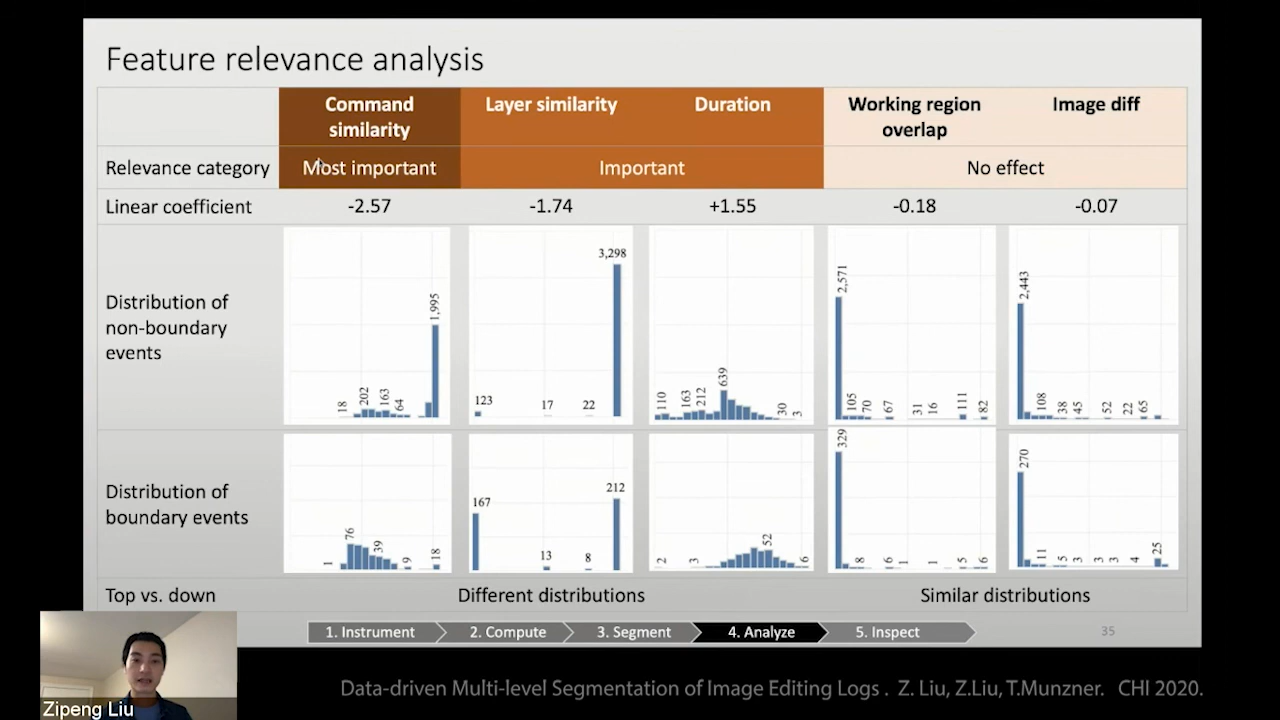 Feature relevance analysis
Command similarity
Layer similarity
Duration
Working region overlap
Image diff
Relevance category
Most important
Important
No effect
Linear coefficient
-2.57
-1.74
+1.55
-0.18
-0.07
Distribution of
non-boundary
events
18 202 163 64 1,995
123 17 22 3,298
110 163 212 639 30 3
2,571 105 70 67 31 16 111 82
2,443 108 38 45 52 22 65
Distribution of
boundary events
1 76 39 9 18
167 13 8 212
2 3 52 6
329 8 6 1 1 5 6
270 11 5 3 3 3 4 25
Top vs. down
Different distributions
Similar distributions
1. Instrument
2. Compute
3. Segment
4. Analyze
5. Inspect
35
Data-driven Multi-level Segmentation of Image Editing Logs . Z. Liu, Z.Liu, T.Munzner. CHI 2020.
Zipeng Liu